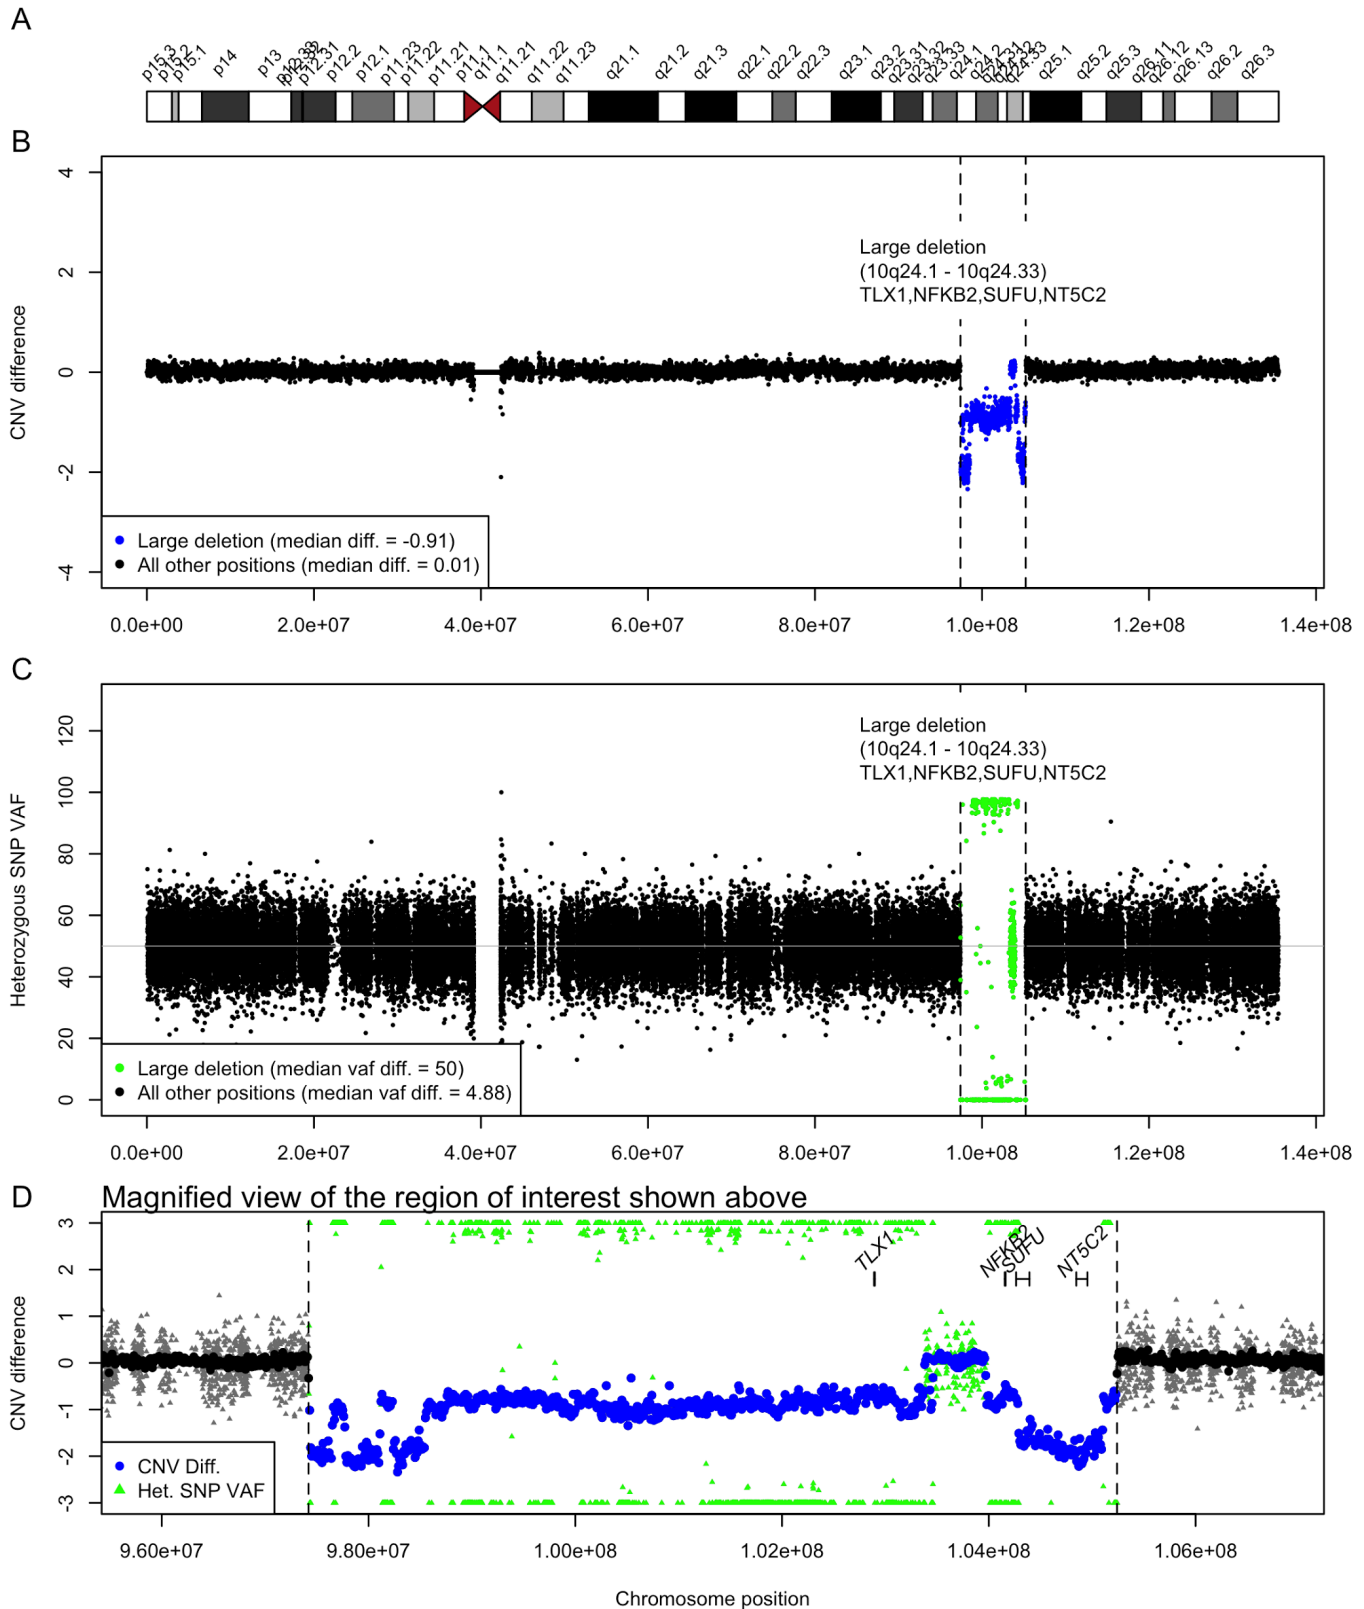 A
p15.3
p15.2
p15.1
p14
p13
p12.33
p12.32
p12.31
p12.2
p12.1
p11.23
p11.22
p11.21
p11.1
q11.1
q11.21
q11.22
q11.23
q21.1
q21.2
q21.3
q22.1
q22.2
q22.3
q23.1
q23.2
q23.31
q23.32
q23.33
q24.1
q24.2
q24.31
q24.32
q24.33
q25.1
q25.2
q25.3
q26.11
q26.12
q26.13
q26.2
q26.3
B
CNV difference
4
2
0
-2
-4
Large deletion
(10q24.1 - 10q24.33)
TLX1,NFKB2,SUFU,NT5C2
Large deletion (median diff. = -0.91)
All other positions (median diff. = 0.01)
0.0e+00 2.0e+07 4.0e+07 6.0e+07 8.0e+07 1.0e+08 1.2e+08 1.4e+08
C
Heterozygous SNP VAF
120
100
80
60
40
20
0
Large deletion
(10q24.1 - 10q24.33)
TLX1,NFKB2,SUFU,NT5C2
Large deletion (median vaf diff. = 50)
All other positions (median vaf diff. = 4.88)
0.0e+00 2.0e+07 4.0e+07 6.0e+07 8.0e+07 1.0e+08 1.2e+08 1.4e+08
D
Magnified view of the region of interest shown above
CNV difference
3
2
1
0
-1
-2
-3
TLX1
NFKB2
SUFU
NT5C2
CNV Diff.
Het. SNP VAF
9.60e+07 9.80e+07 1.00e+08 1.02e+08 1.04e+08 1.06e+08
Chromosome position